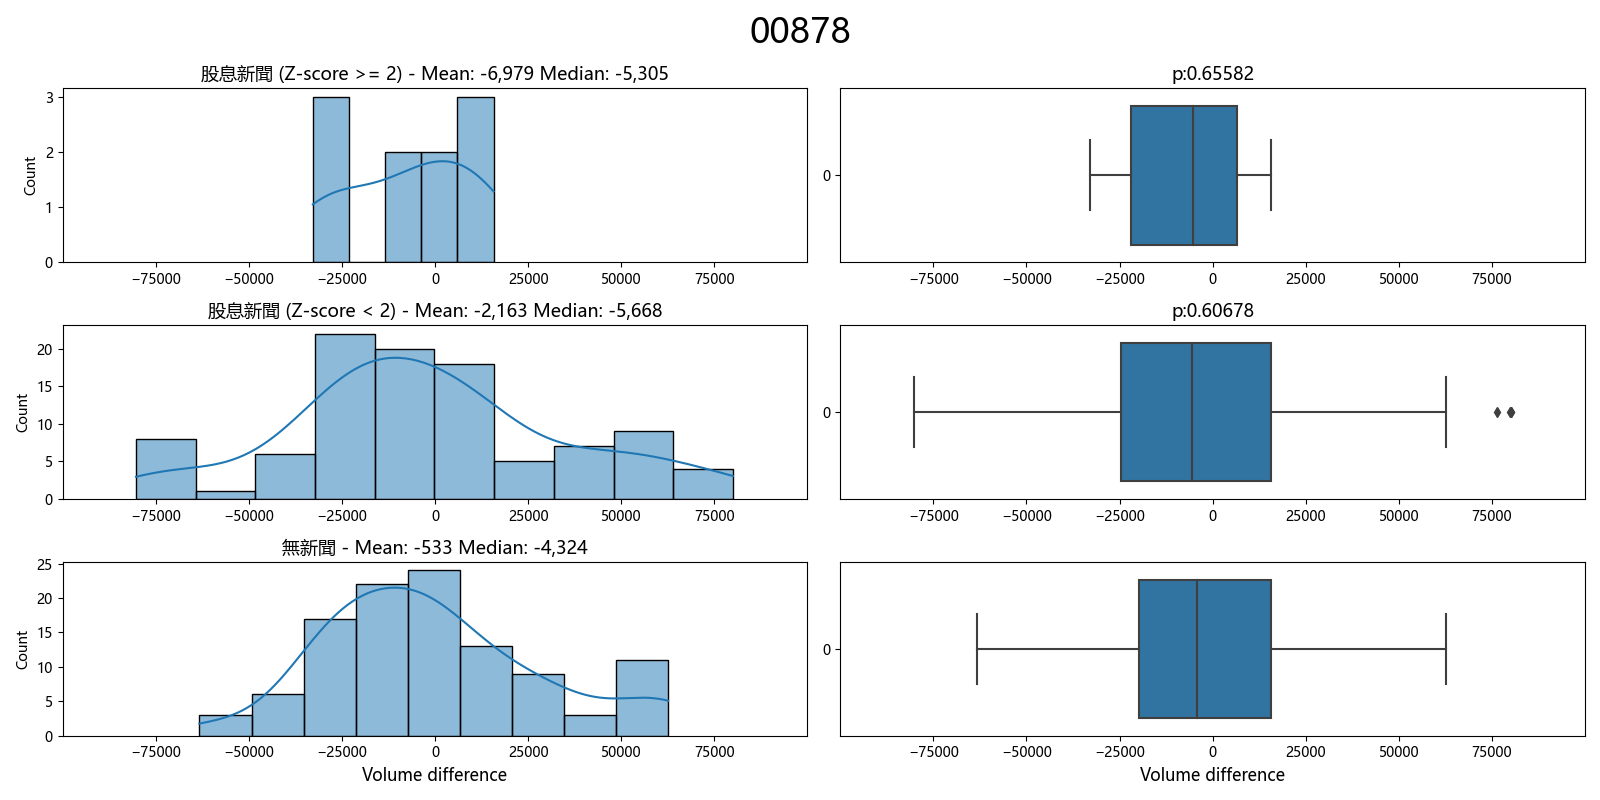 00878
股息新聞 (Z-score >= 2) - Mean: -6,979 Median: -5,305
Count
3
2
1
0
−75000 −50000 −25000 0 25000 50000 75000
p:0.65582
0
−75000 −50000 −25000 0 25000 50000 75000
股息新聞 (Z-score < 2) - Mean: -2,163 Median: -5,668
Count
20
15
10
5
0
−75000 −50000 −25000 0 25000 50000 75000
p:0.60678
0
−75000 −50000 −25000 0 25000 50000 75000
無新聞 - Mean: -533 Median: -4,324
Count
25
20
15
10
5
0
−75000 −50000 −25000 0 25000 50000 75000
Volume difference
0
−75000 −50000 −25000 0 25000 50000 75000
Volume difference